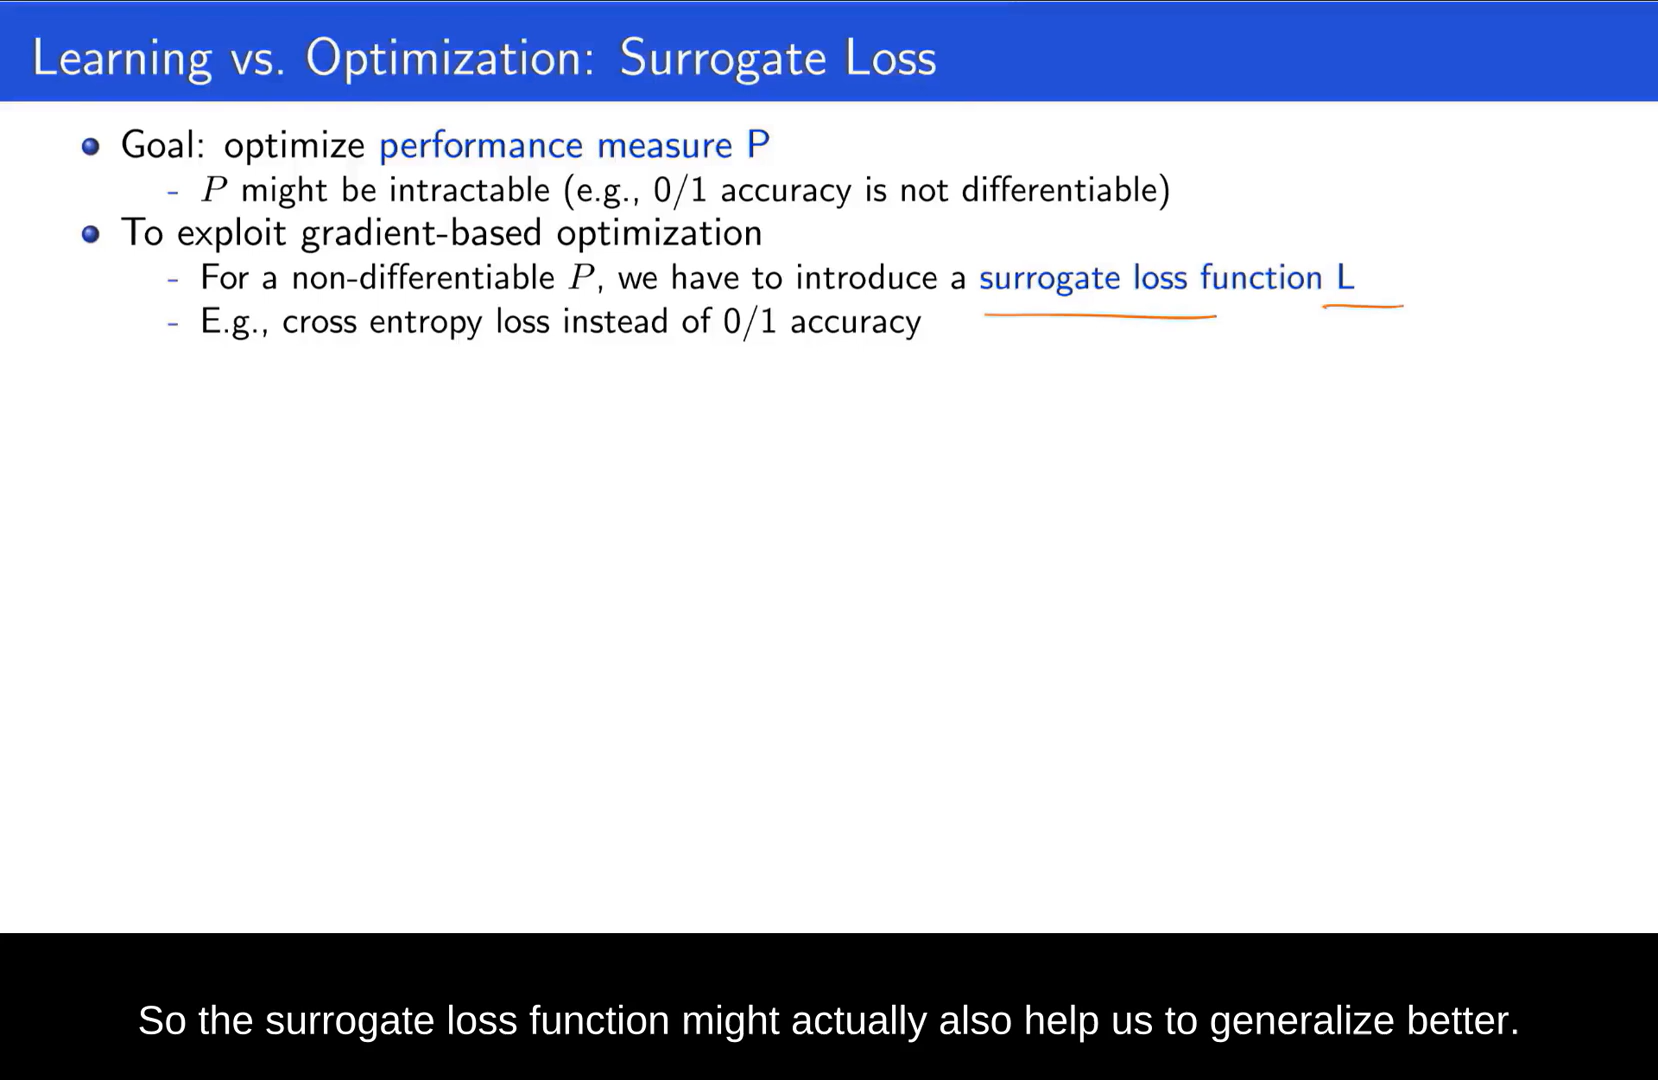 Learning vs. Optimization: Surrogate Loss
Goal: optimize performance measure P
- P might be intractable (e.g., 0/1 accuracy is not differentiable)
To exploit gradient-based optimization
- For a non-differentiable P, we have to introduce a surrogate loss function L
- E.g., cross entropy loss instead of 0/1 accuracy
So the surrogate loss function might actually also help us to generalize better.